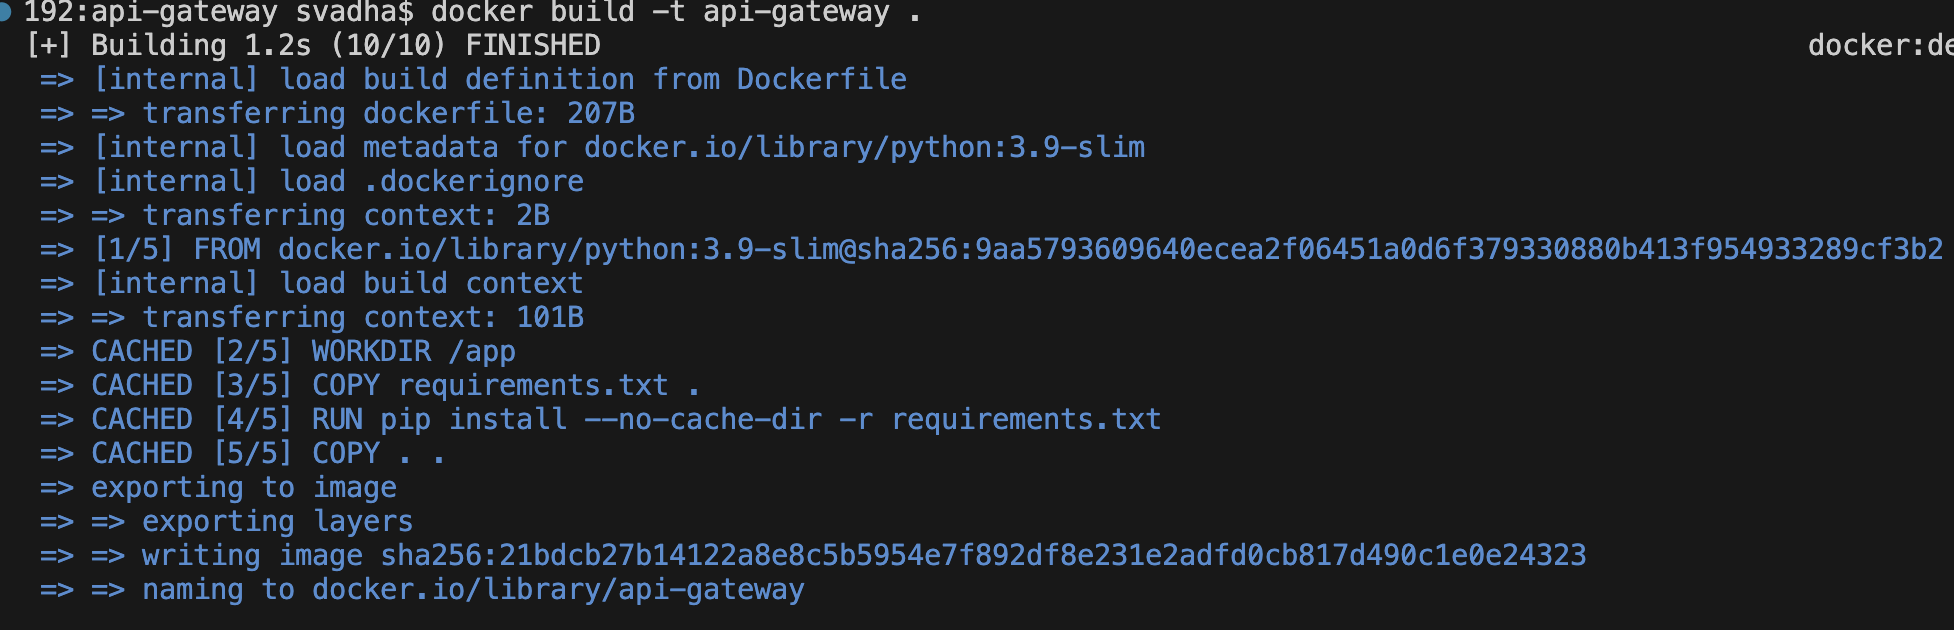 192:api-gateway svadha$ docker build -t api-gateway .
[+] Building 1.2s (10/10) FINISHED docker:de
=> [internal] load build definition from Dockerfile
=> => transferring dockerfile: 207B
=> [internal] load metadata for docker.io/library/python:3.9-slim
=> [internal] load .dockerignore
=> => transferring context: 2B
=> [1/5] FROM docker.io/library/python:3.9-slim@sha256:9aa5793609640ecea2f06451a0d6f379330880b413f954933289cf3b2
=> [internal] load build context
=> => transferring context: 101B
=> CACHED [2/5] WORKDIR /app
=> CACHED [3/5] COPY requirements.txt .
=> CACHED [4/5] RUN pip install --no-cache-dir -r requirements.txt
=> CACHED [5/5] COPY . .
=> exporting to image
=> => exporting layers
=> => writing image sha256:21bdcb27b14122a8e8c5b5954e7f892df8e231e2adfd0cb817d490c1e0e24323
=> => naming to docker.io/library/api-gateway